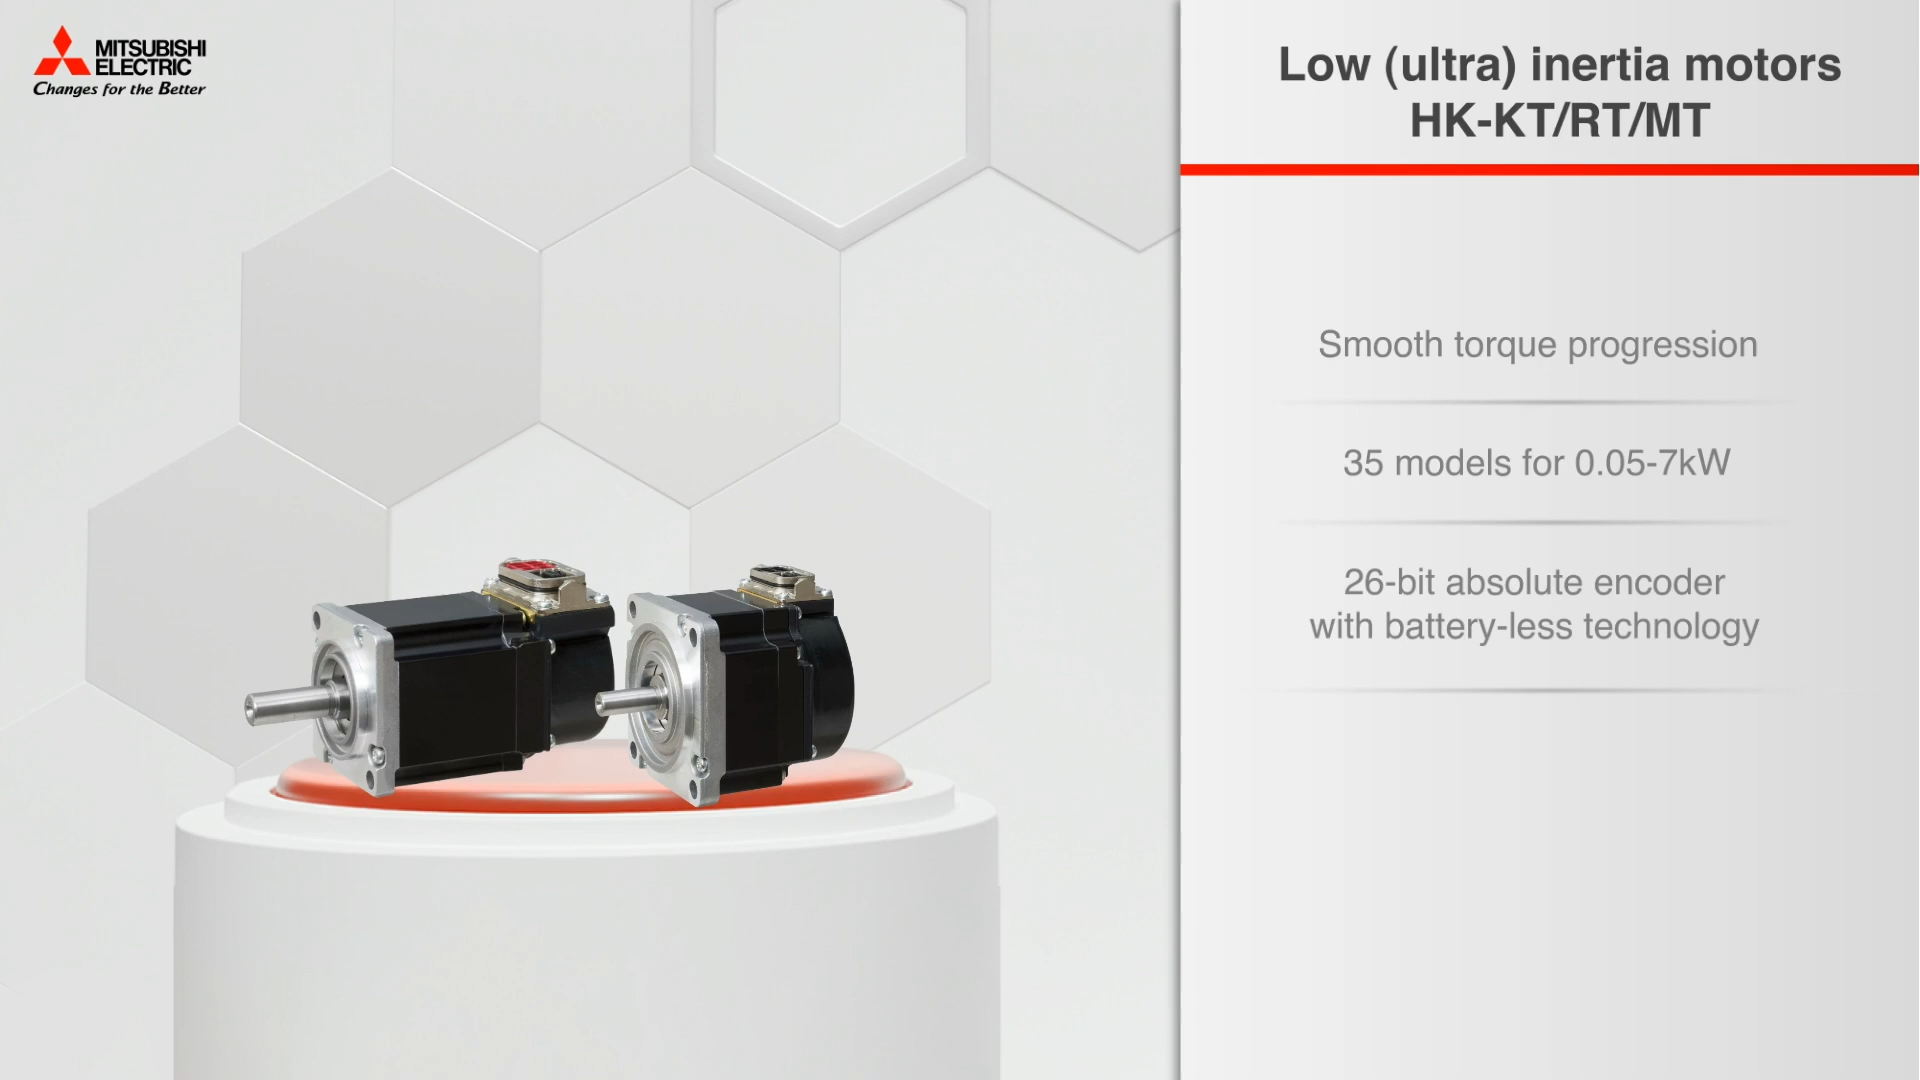 MITSUBISHI
ELECTRIC
Changes for the Better
Low (ultra) inertia motors
HK-KT/RT/MT
Smooth torque progression
35 models for 0.05-7kW
26-bit absolute encoder
with battery-less technology